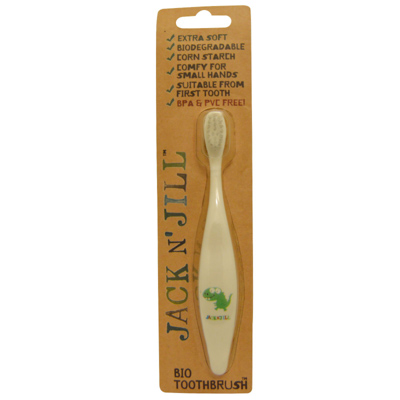 EXTRA SOFT
BIODEGRADABLE
CORN STARCH
COMFY FOR
SMALL HANDS
SUITABLE FROM
FIRST TOOTH
BPA & PVC FREE!
JACK N' JILL™
BIO
TOOTHBRUSH™